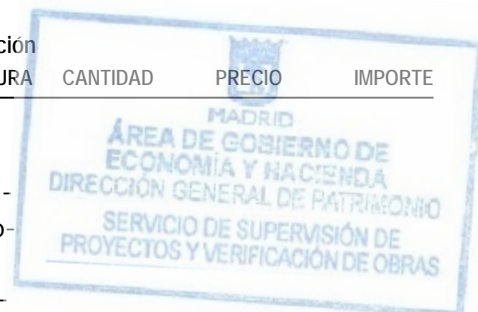 ción
URA CANTIDAD PRECIO IMPORTE
MADRID
ÁREA DE GOBIERNO DE
ECONOMÍA Y HACIENDA
DIRECCIÓN GENERAL DE PATRIMONIO
SERVICIO DE SUPERVISIÓN DE
PROYECTOS Y VERIFICACIÓN DE OBRAS
-
o-